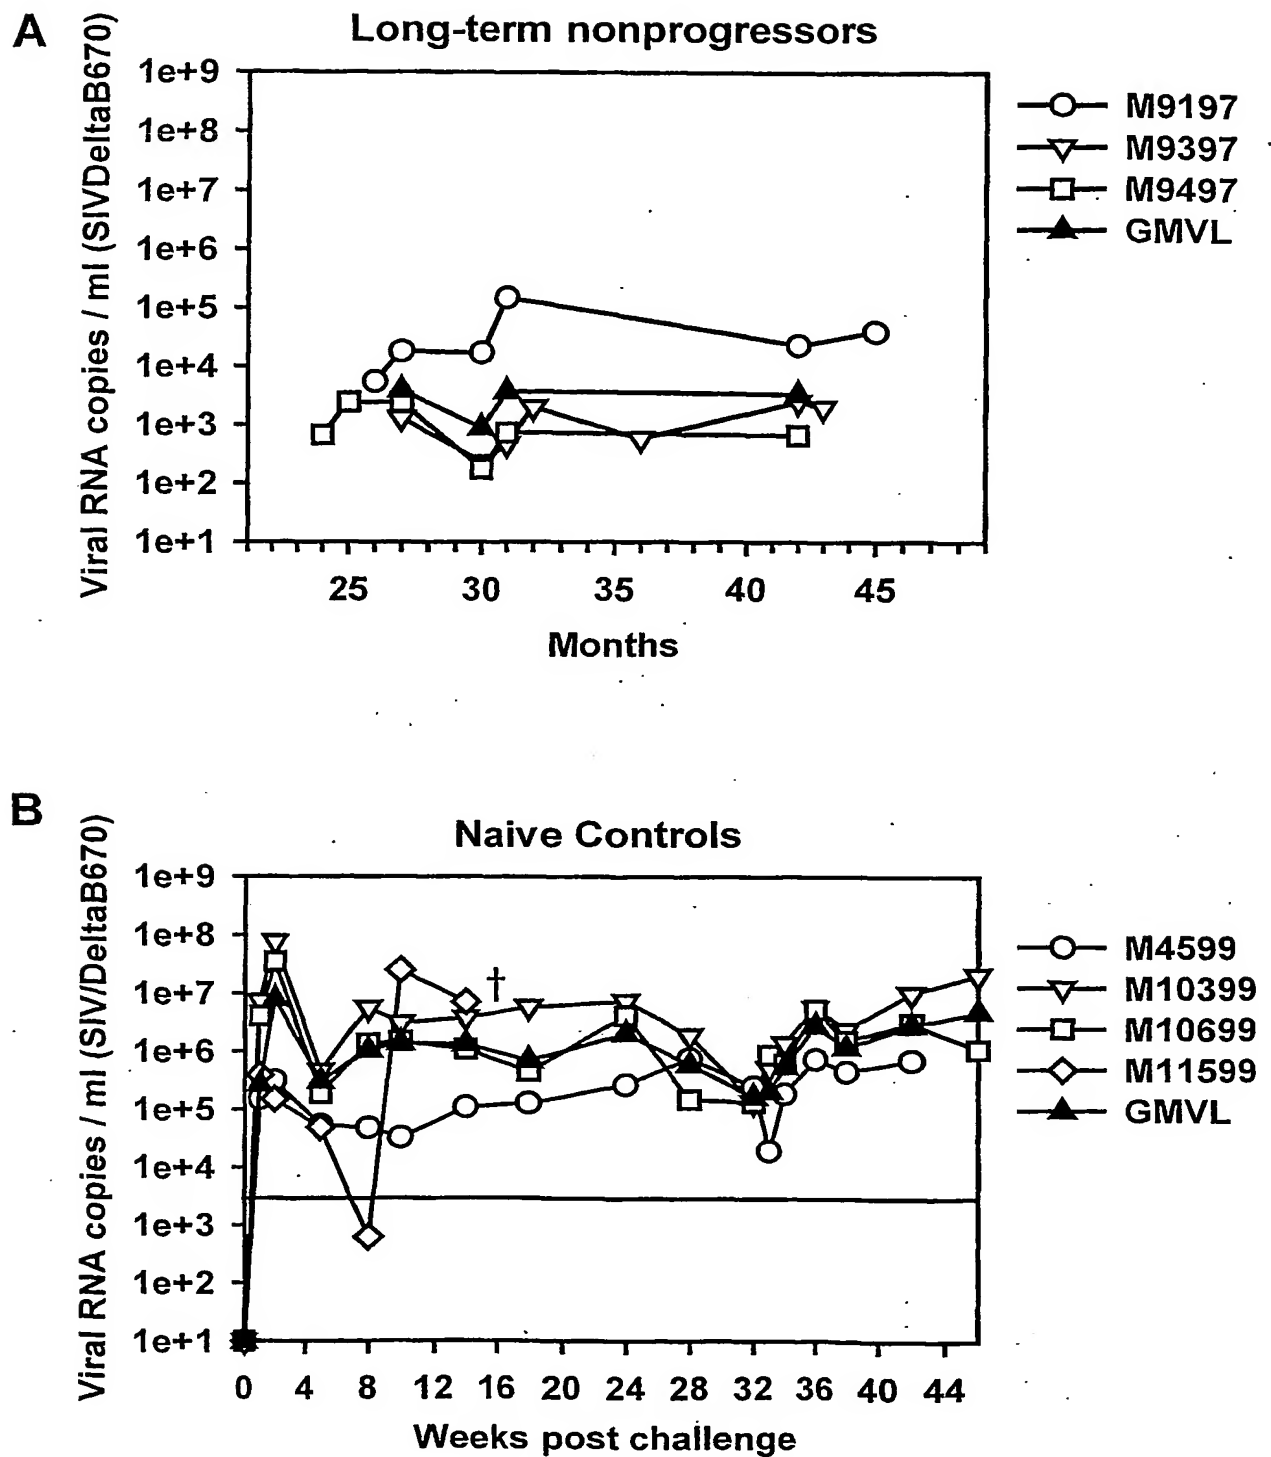 A
Long-term nonprogressors
Viral RNA copies / ml (SIVDeltaB670)
1e+9
1e+8
1e+7
1e+6
1e+5
1e+4
1e+3
1e+2
1e+1
25 30 35 40 45
Months
M9197
M9397
M9497
GMVL
B
Naive Controls
Viral RNA copies / ml (SIV/DeltaB670)
1e+9
1e+8
1e+7
1e+6
1e+5
1e+4
1e+3
1e+2
1e+1
†
0 4 8 12 16 20 24 28 32 36 40 44
Weeks post challenge
M4599
M10399
M10699
M11599
GMVL